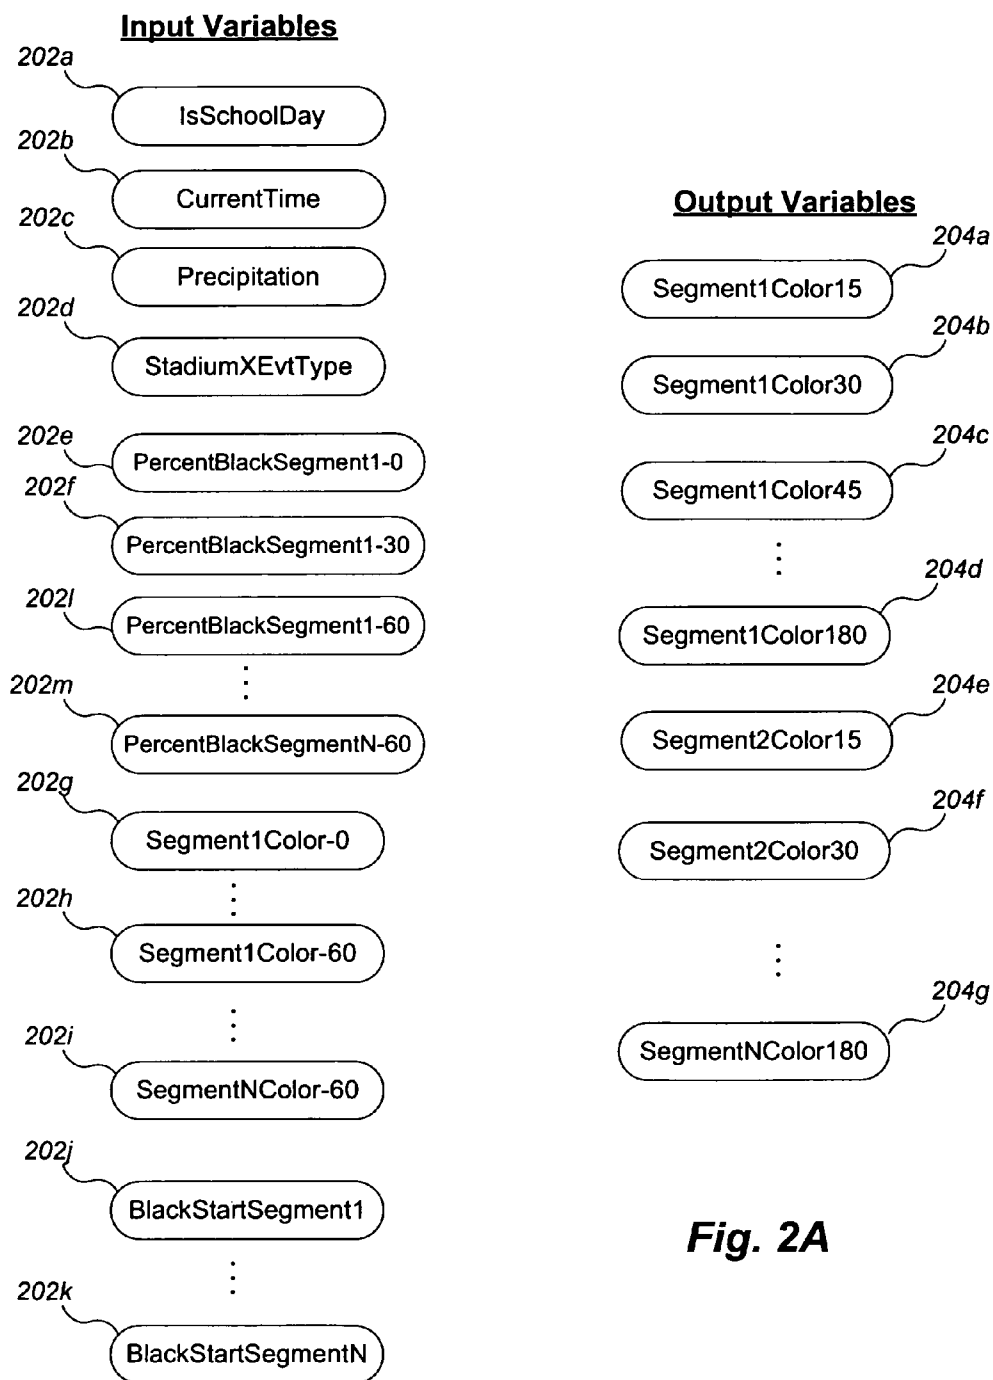 Input Variables
202a
IsSchoolDay
202b
CurrentTime
202c
Precipitation
202d
StadiumXEvtType
202e
PercentBlackSegment1-0
202f
PercentBlackSegment1-30
202l
PercentBlackSegment1-60
202m
PercentBlackSegmentN-60
202g
Segment1Color-0
202h
Segment1Color-60
202i
SegmentNColor-60
202j
BlackStartSegment1
202k
BlackStartSegmentN
Output Variables
204a
Segment1Color15
204b
Segment1Color30
204c
Segment1Color45
204d
Segment1Color180
204e
Segment2Color15
204f
Segment2Color30
204g
SegmentNColor180
Fig. 2A